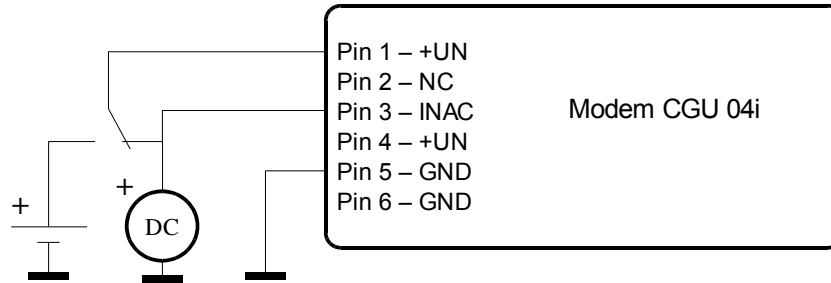 Pin 1 – +UN
Pin 2 – NC
Pin 3 – INAC
Pin 4 – +UN
Pin 5 – GND
Pin 6 – GND
Modem CGU 04i
+
+
DC